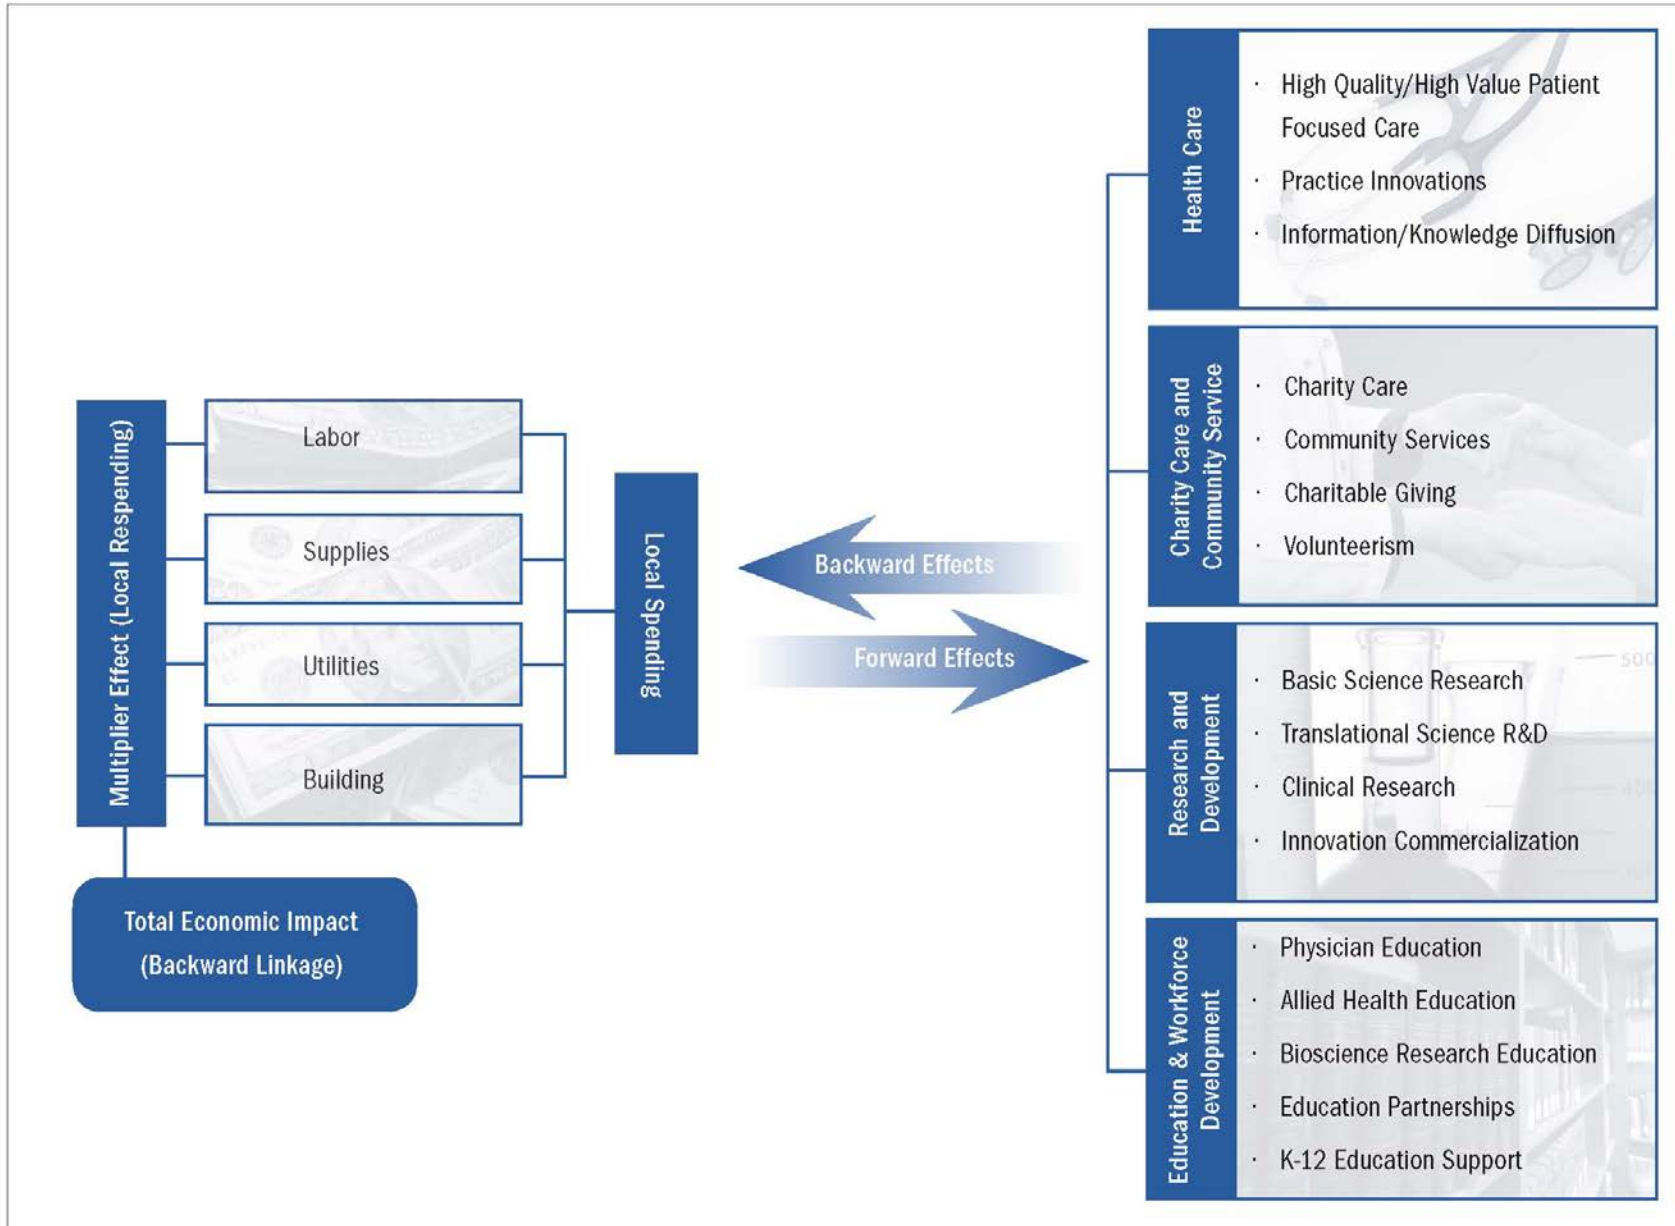 Multiplier Effect (Local Respending)
Labor
Supplies
Utilities
Building
Local Spending
Total Economic Impact
(Backward Linkage)
Backward Effects
Forward Effects
Health Care
· High Quality/High Value Patient
Focused Care
· Practice Innovations
· Information/Knowledge Diffusion
Charity Care and
Community Service
· Charity Care
· Community Services
· Charitable Giving
· Volunteerism
Research and
Development
· Basic Science Research
· Translational Science R&D
· Clinical Research
· Innovation Commercialization
500
400
Education & Workforce
Development
· Physician Education
· Allied Health Education
· Bioscience Research Education
· Education Partnerships
· K-12 Education Support